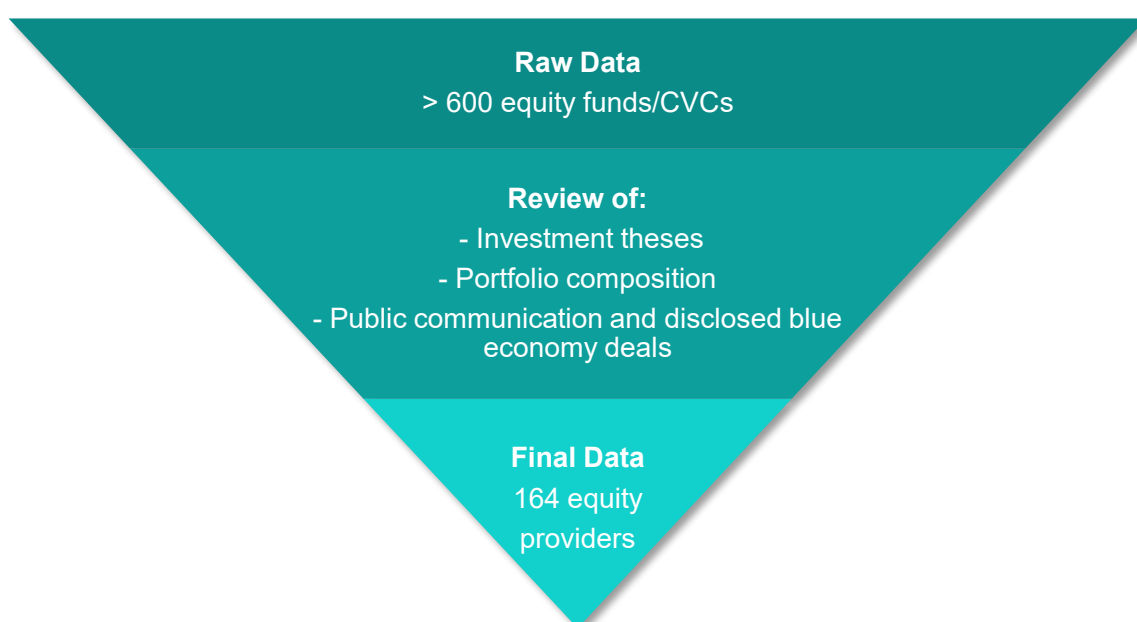 Raw Data
> 600 equity funds/CVCs
Review of:
- Investment theses
- Portfolio composition
- Public communication and disclosed blue
economy deals
Final Data
164 equity
providers